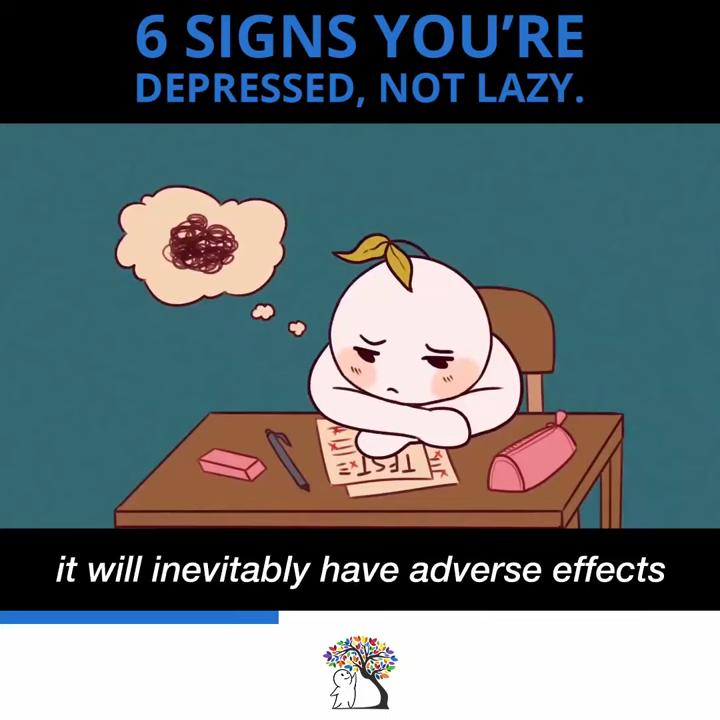 6 SIGNS YOU'RE
DEPRESSED, NOT LAZY.
TEST
it will inevitably have adverse effects